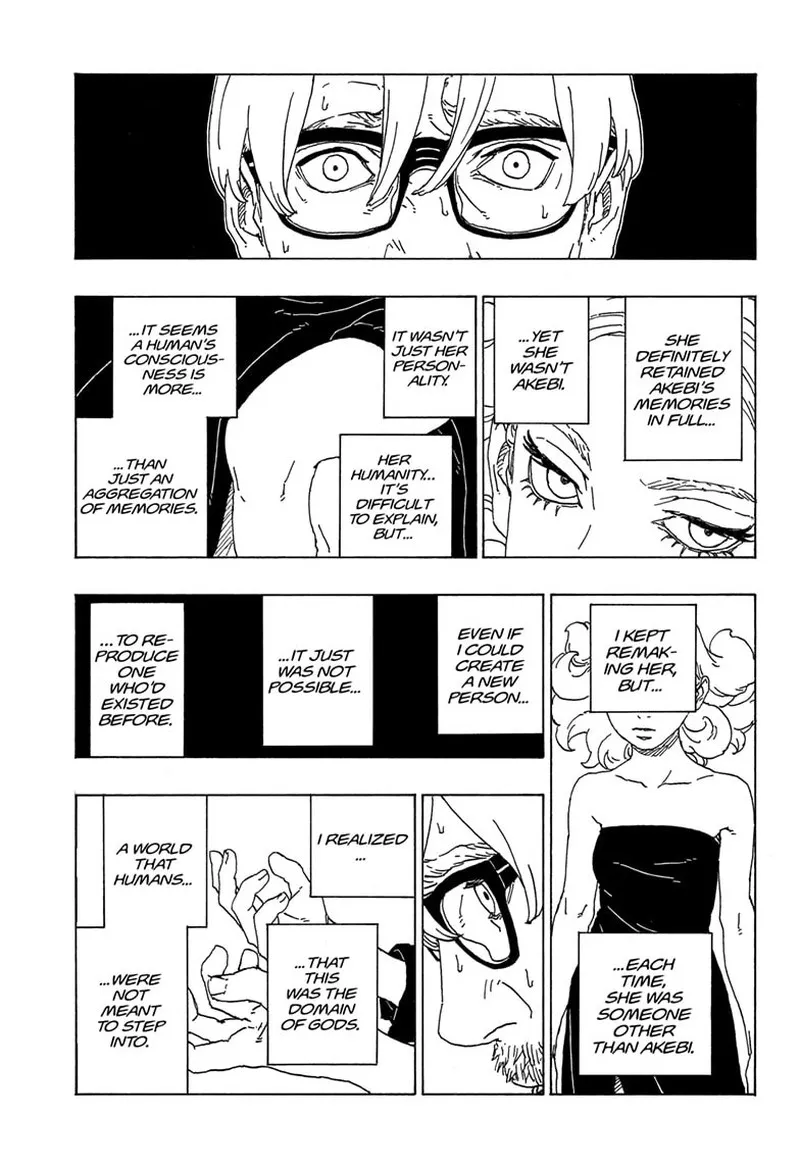 SHE
DEFINITELY
RETAINED
AKEBI'S
MEMORIES
IN FULL...
...YET
SHE
WASN'T
AKEBI.
IT WASN'T
JUST HER
PERSON-
ALITY.
HER
HUMANITY...
IT'S
DIFFICULT
TO EXPLAIN,
BUT...
...IT SEEMS
A HUMAN'S
CONSCIOUS-
NESS IS
MORE...
...THAN
JUST AN
AGGREGATION
OF MEMORIES.
I KEPT
REMAK-
ING HER,
BUT...
...EACH
TIME,
SHE WAS
SOMEONE
OTHER
THAN AKEBI.
EVEN IF
I COULD
CREATE
A NEW
PERSON...
...IT JUST
WAS NOT
POSSIBLE...
...TO RE-
PRODUCE
ONE
WHO'D
EXISTED
BEFORE.
I REALIZED
...
...THAT
THIS
WAS THE
DOMAIN
OF GODS.
A WORLD
THAT
HUMANS...
...WERE
NOT
MEANT
TO STEP
INTO.